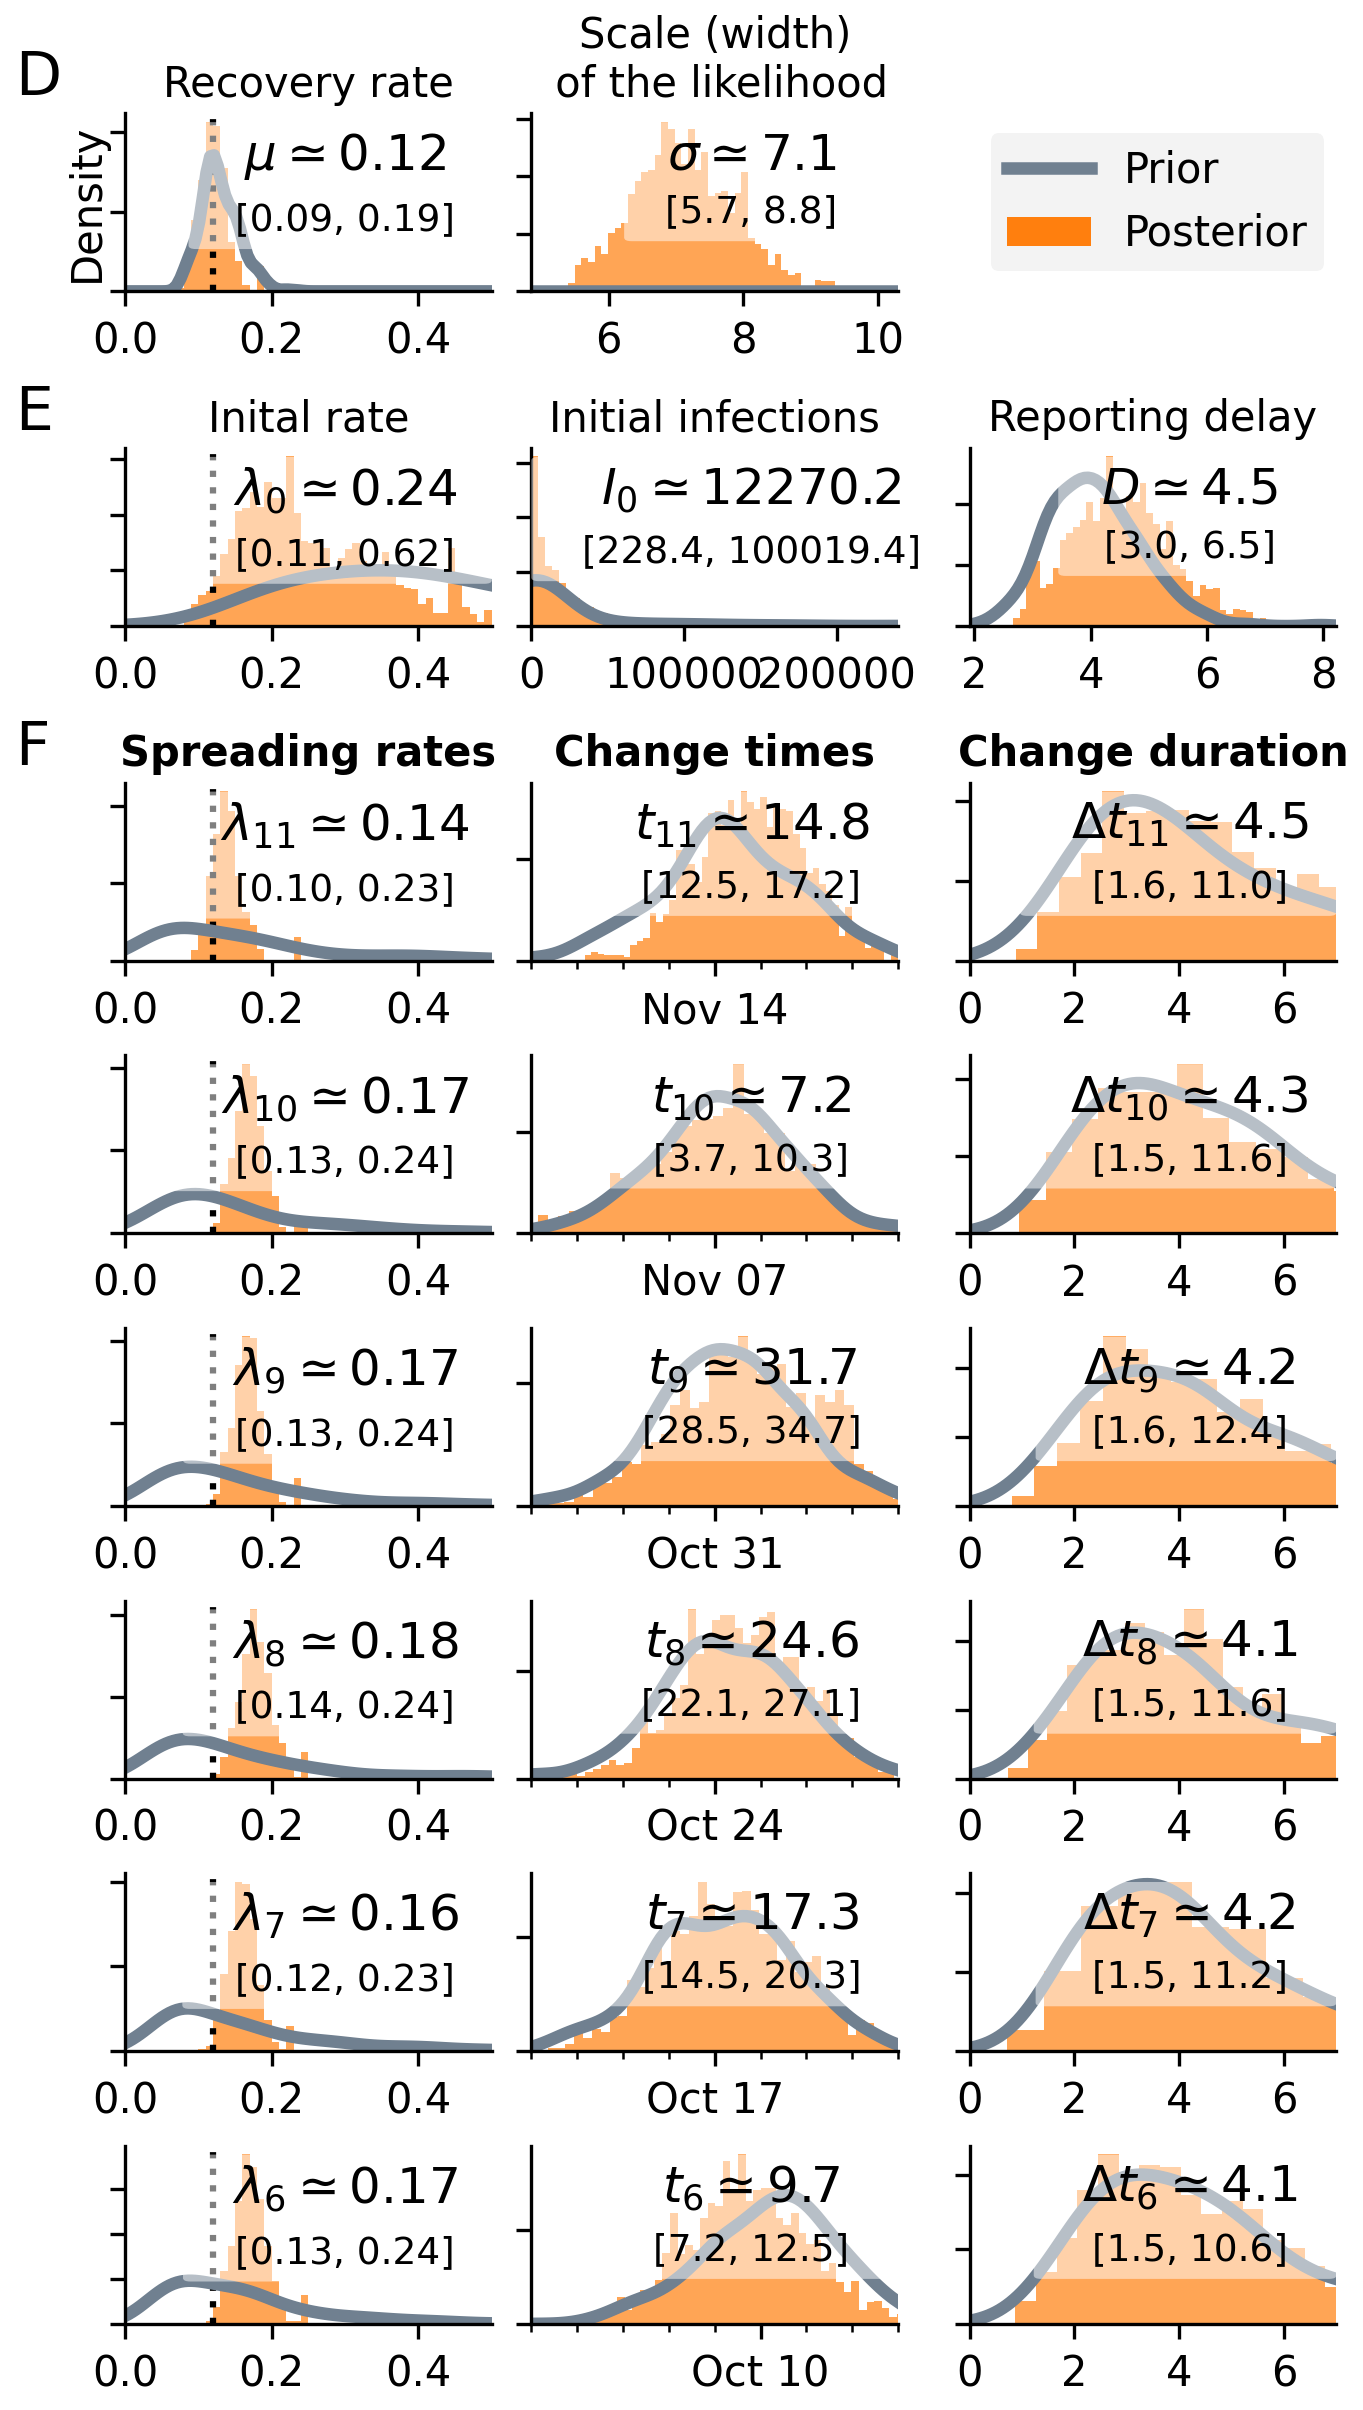 D
Recovery rate
Scale (width)
of the likelihood
Density
μ ≃ 0.12
[0.09, 0.19]
0.0 0.2 0.4
σ ≃ 7.1
[5.7, 8.8]
6 8 10
Prior
Posterior
E
Inital rate
Initial infections
Reporting delay
λ0 ≃ 0.24
[0.11, 0.62]
0.0 0.2 0.4
I0 ≃ 12270.2
[228.4, 100019.4]
0 100000 200000
D ≃ 4.5
[3.0, 6.5]
2 4 6 8
F
Spreading rates
Change times
Change duration
λ11 ≃ 0.14
[0.10, 0.23]
0.0 0.2 0.4
t11 ≃ 14.8
[12.5, 17.2]
Nov 14
Δt11 ≃ 4.5
[1.6, 11.0]
0 2 4 6
λ10 ≃ 0.17
[0.13, 0.24]
0.0 0.2 0.4
t10 ≃ 7.2
[3.7, 10.3]
Nov 07
Δt10 ≃ 4.3
[1.5, 11.6]
0 2 4 6
λ9 ≃ 0.17
[0.13, 0.24]
0.0 0.2 0.4
t9 ≃ 31.7
[28.5, 34.7]
Oct 31
Δt9 ≃ 4.2
[1.6, 12.4]
0 2 4 6
λ8 ≃ 0.18
[0.14, 0.24]
0.0 0.2 0.4
t8 ≃ 24.6
[22.1, 27.1]
Oct 24
Δt8 ≃ 4.1
[1.5, 11.6]
0 2 4 6
λ7 ≃ 0.16
[0.12, 0.23]
0.0 0.2 0.4
t7 ≃ 17.3
[14.5, 20.3]
Oct 17
Δt7 ≃ 4.2
[1.5, 11.2]
0 2 4 6
λ6 ≃ 0.17
[0.13, 0.24]
0.0 0.2 0.4
t6 ≃ 9.7
[7.2, 12.5]
Oct 10
Δt6 ≃ 4.1
[1.5, 10.6]
0 2 4 6